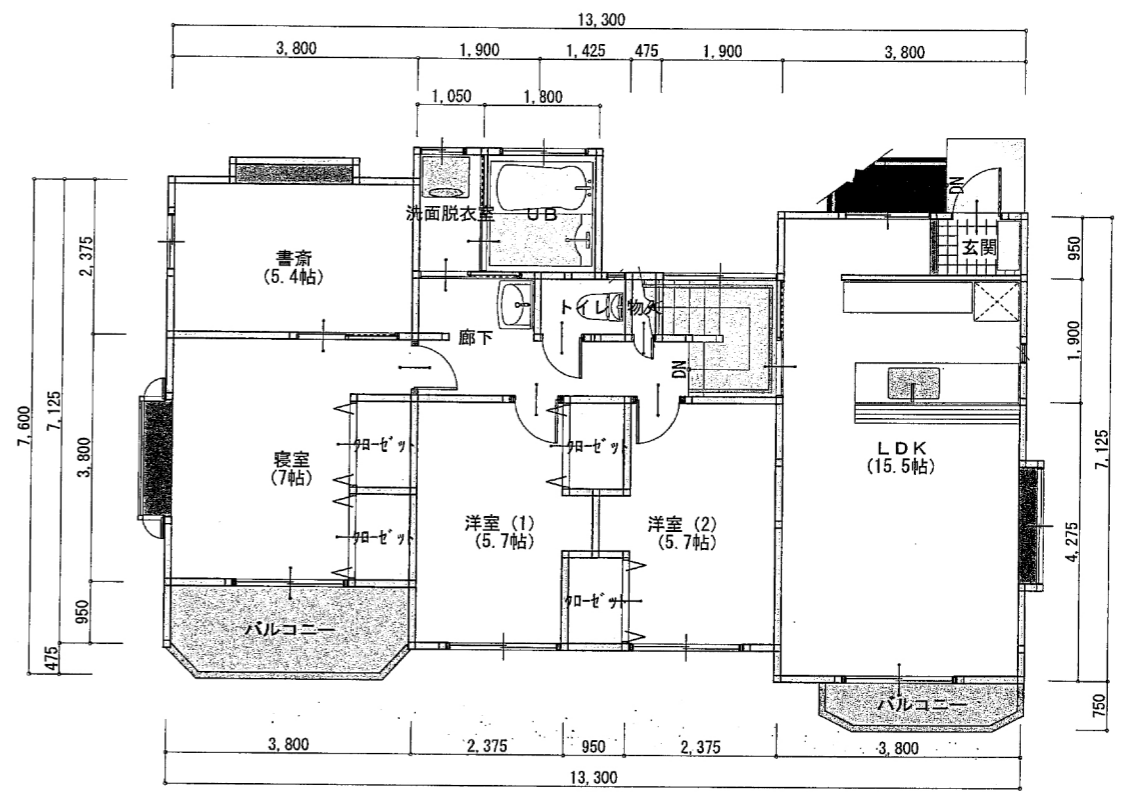 13,300
3,800
1,900
1,425
475
1,900
3,800
1,050
1,800
DN
洗面脱衣室
UB
玄関
書斎
(5.4帖)
トイレ
物入
廊下
DN
LDK
(15.5帖)
寝室
(7帖)
クローゼット
クローゼット
クローゼット
洋室 (1)
(5.7帖)
洋室 (2)
(5.7帖)
クローゼット
バルコニー
バルコニー
7,600
7,125
475
2,375
3,800
950
950
1,900
4,275
7,125
750
3,800
2,375
950
2,375
3,800
13,300